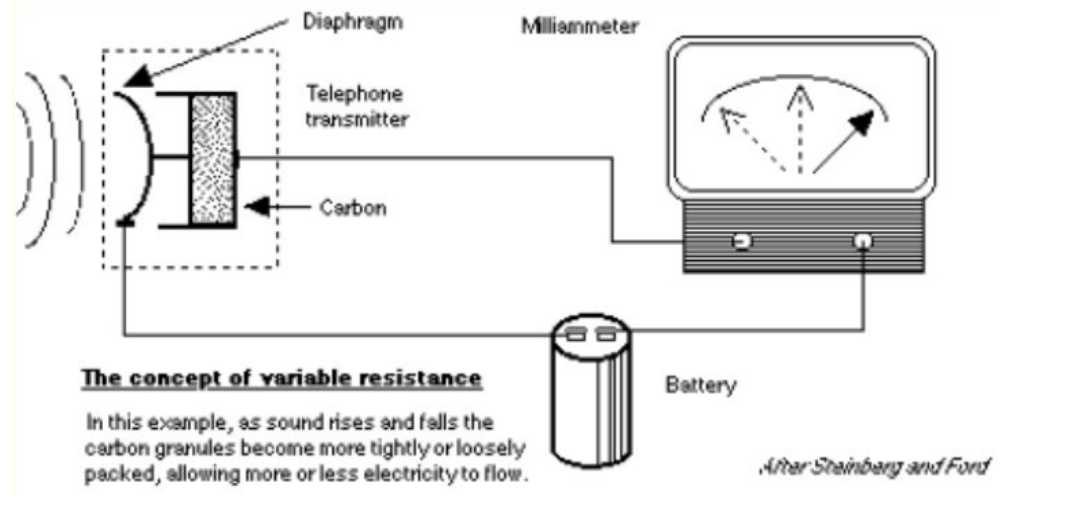 Diaphragm
Milliammeter
Telephone
transmitter
Carbon
Battery
The concept of variable resistance
In this example, as sound rises and falls the
carbon granules become more tightly or loosely
packed, allowing more or less electricity to flow.
After Steinberg and Ford